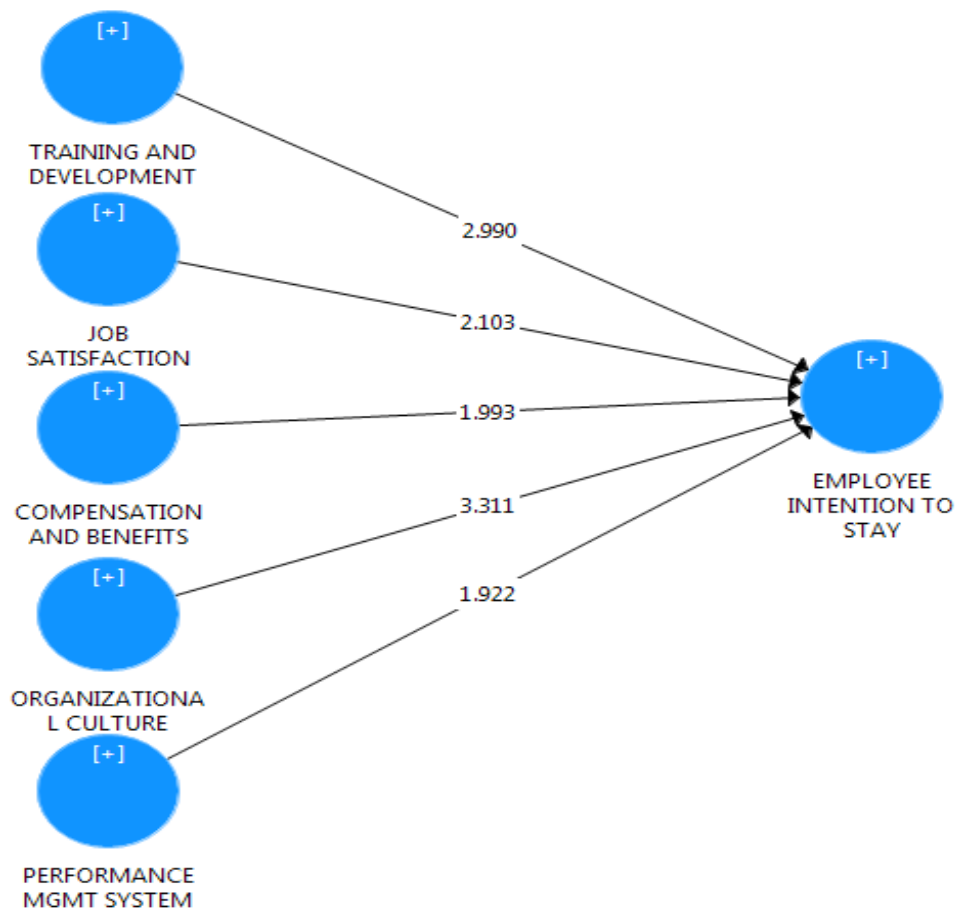 [+]
TRAINING AND
DEVELOPMENT
[+]
JOB
SATISFACTION
[+]
COMPENSATION
AND BENEFITS
[+]
ORGANIZATIONA
L CULTURE
[+]
PERFORMANCE
MGMT SYSTEM
2.990
2.103
1.993
3.311
1.922
[+]
EMPLOYEE
INTENTION TO
STAY